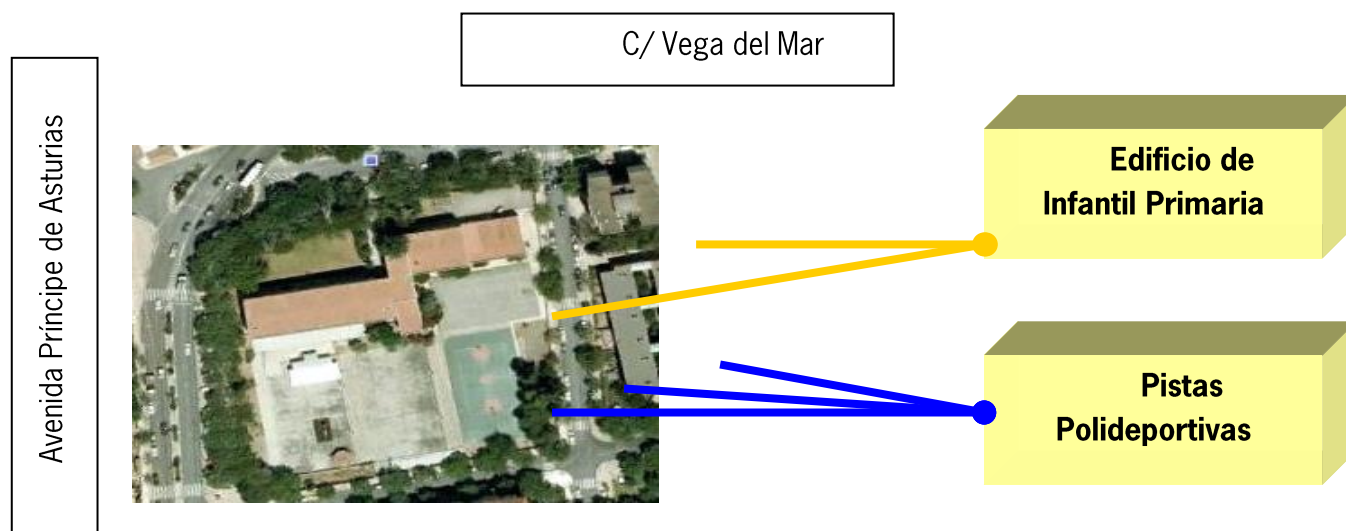 C/ Vega del Mar
Avenida Príncipe de Asturias
Edificio de
Infantil Primaria
Pistas
Polideportivas